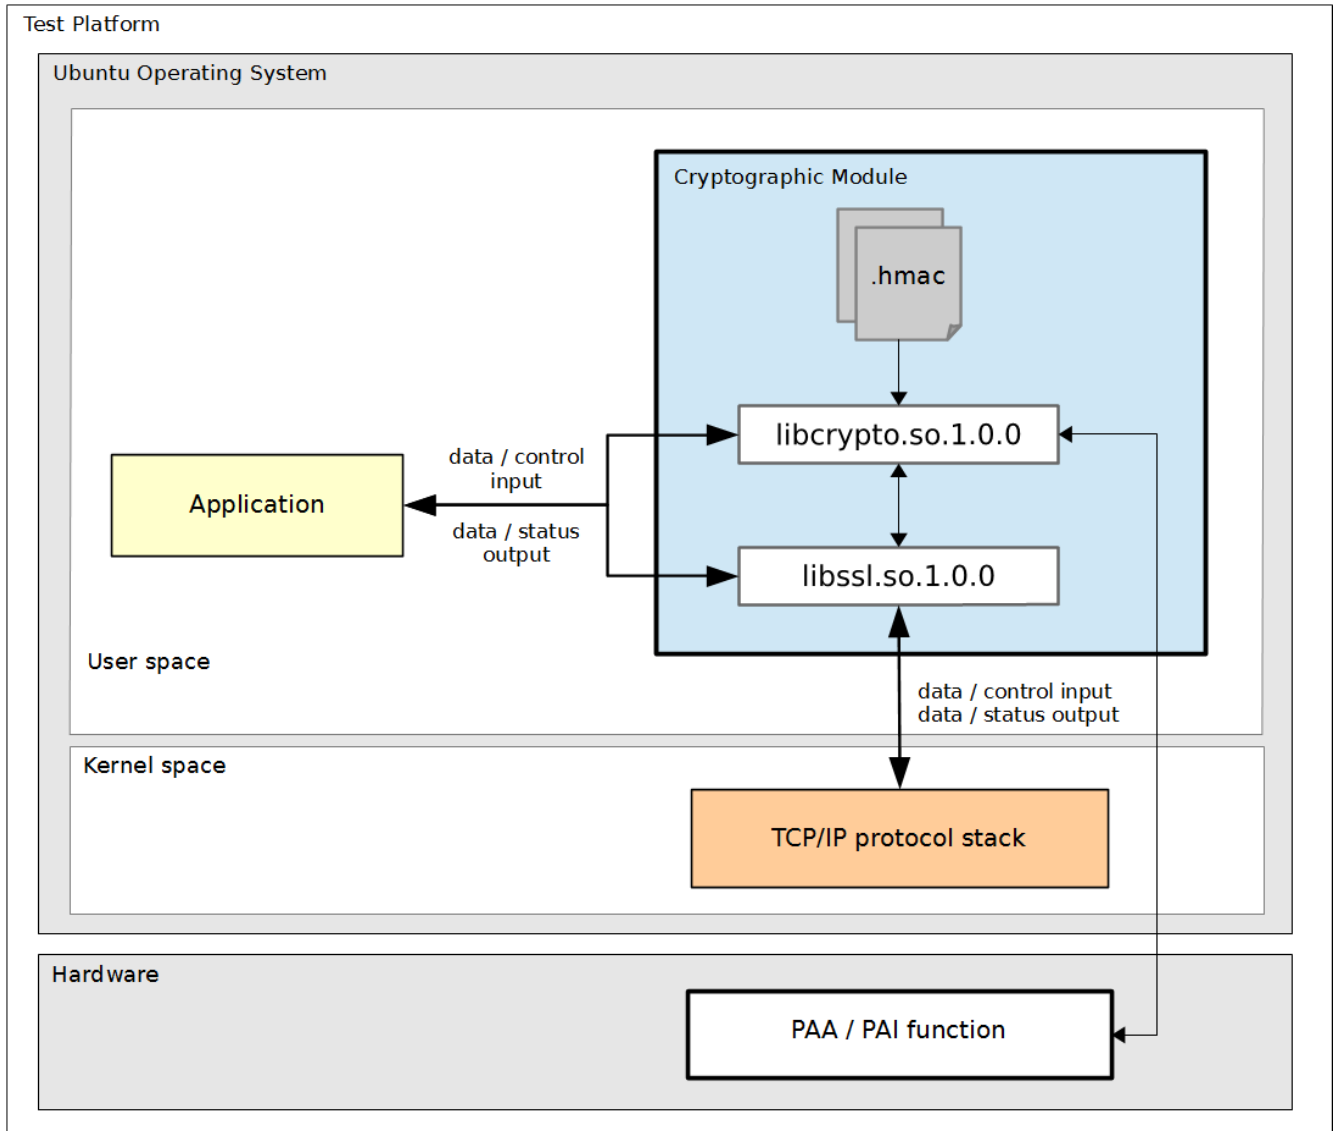 Test Platform
Ubuntu Operating System
Cryptographic Module
.hmac
libcrypto.so.1.0.0
data / control
input
Application
data / status
output
libssl.so.1.0.0
User space
data / control input
data / status output
Kernel space
TCP/IP protocol stack
Hardware
PAA / PAI function